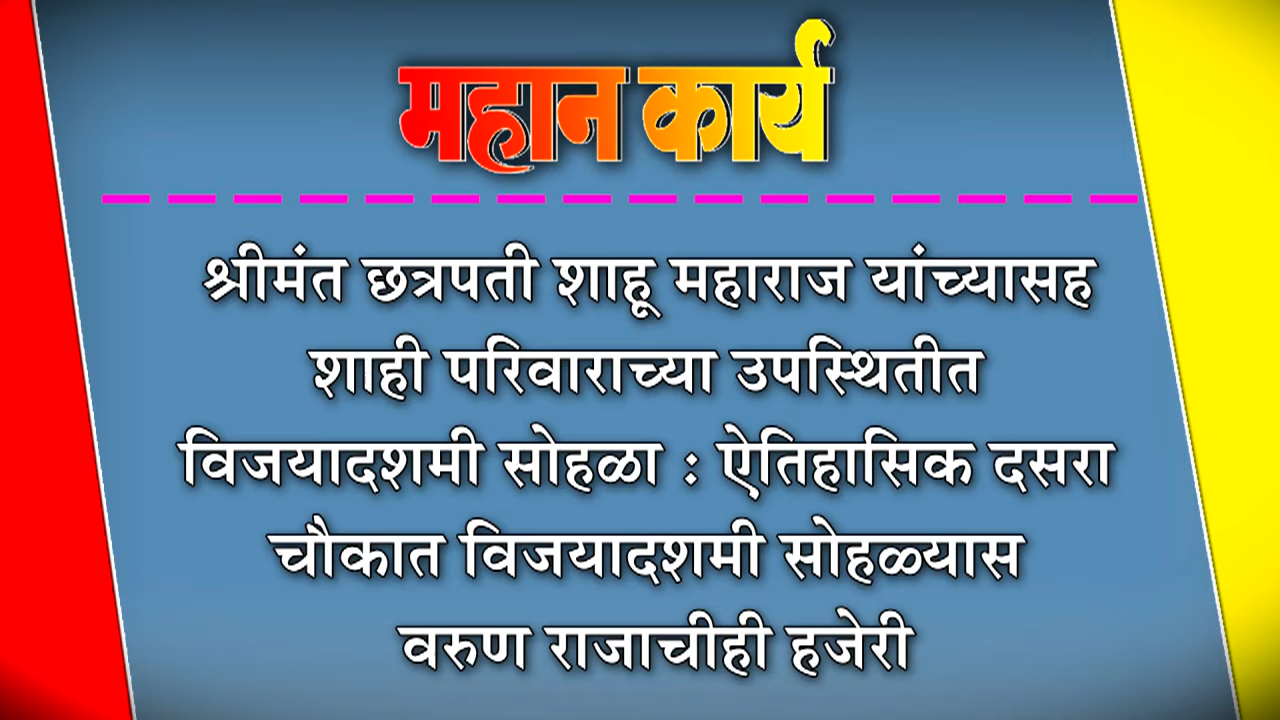 महान कार्य
श्रीमंत छत्रपती शाहू महाराज यांच्यासह
शाही परिवाराच्या उपस्थितीत
विजयादशमी सोहळा : ऐतिहासिक दसरा
चौकात विजयादशमी सोहळ्यास
वरुण राजाचीही हजेरी